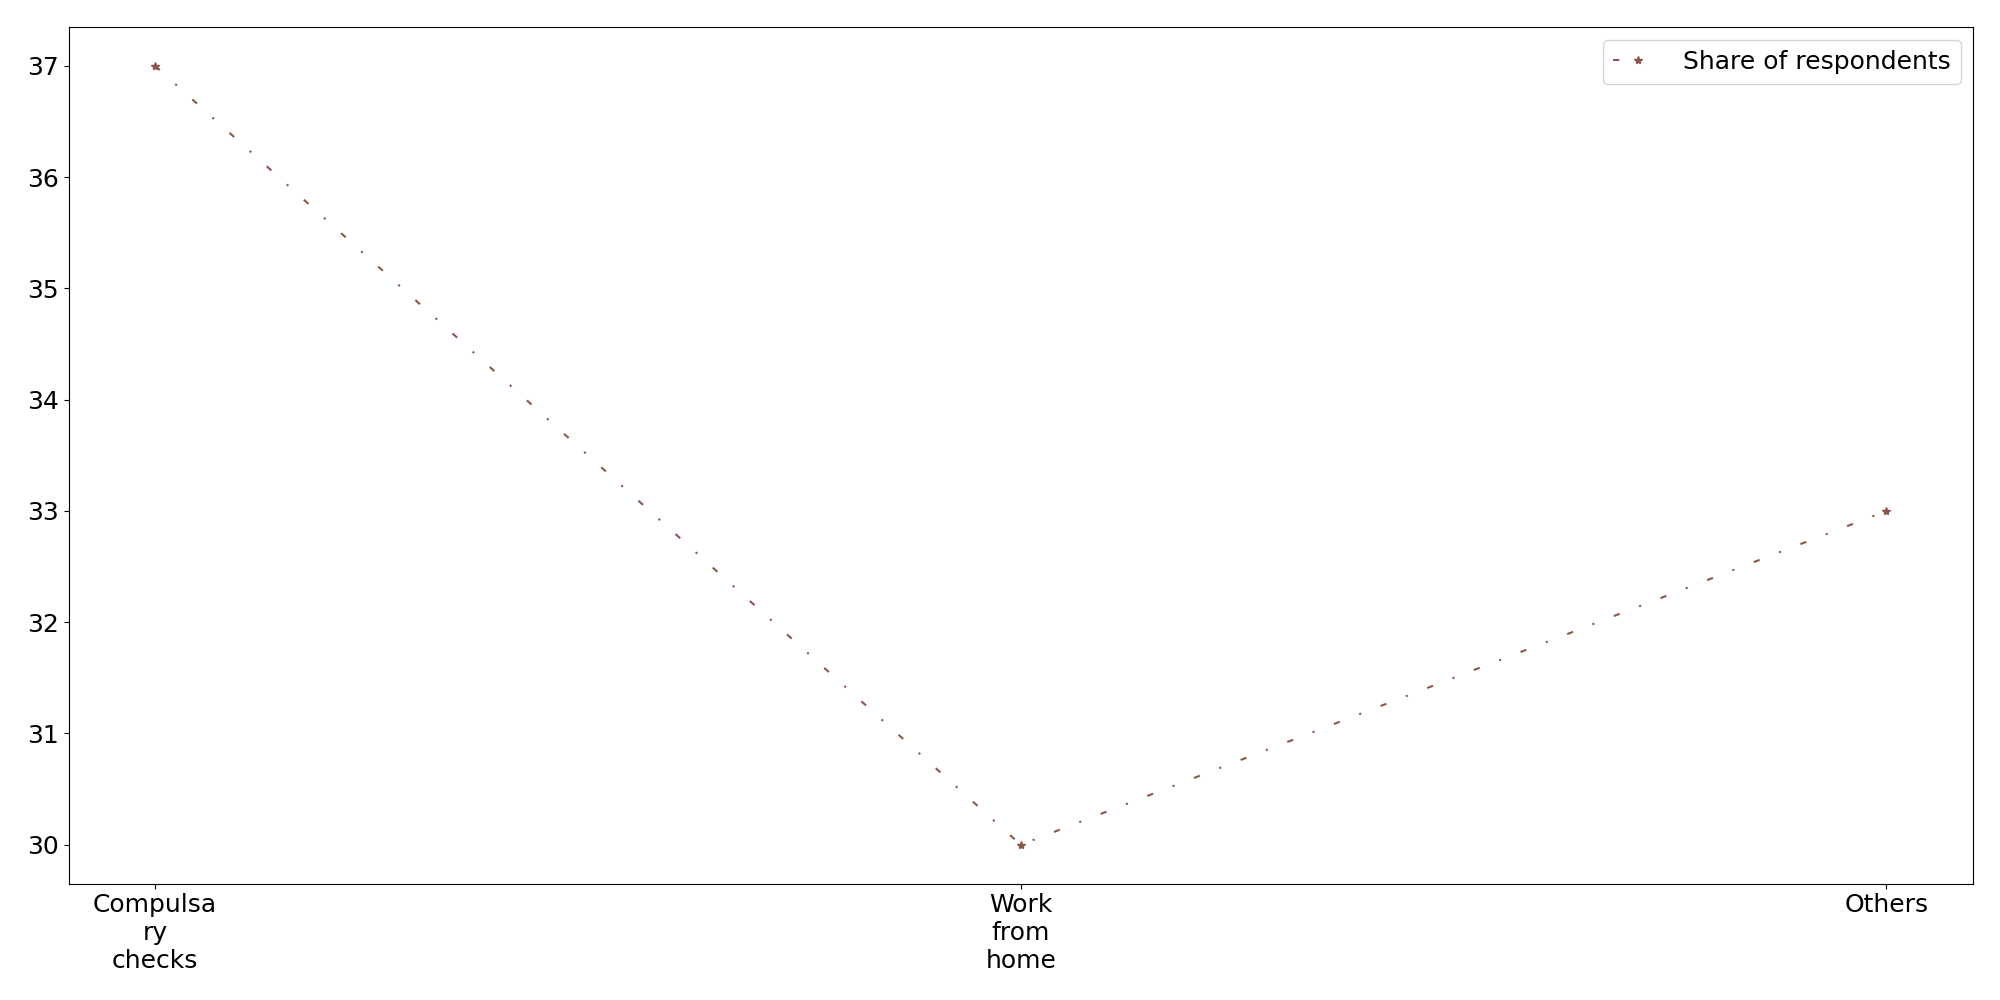 37
36
35
34
33
32
31
30
Share of respondents
Compulsa
ry
checks
Work
from
home
Others